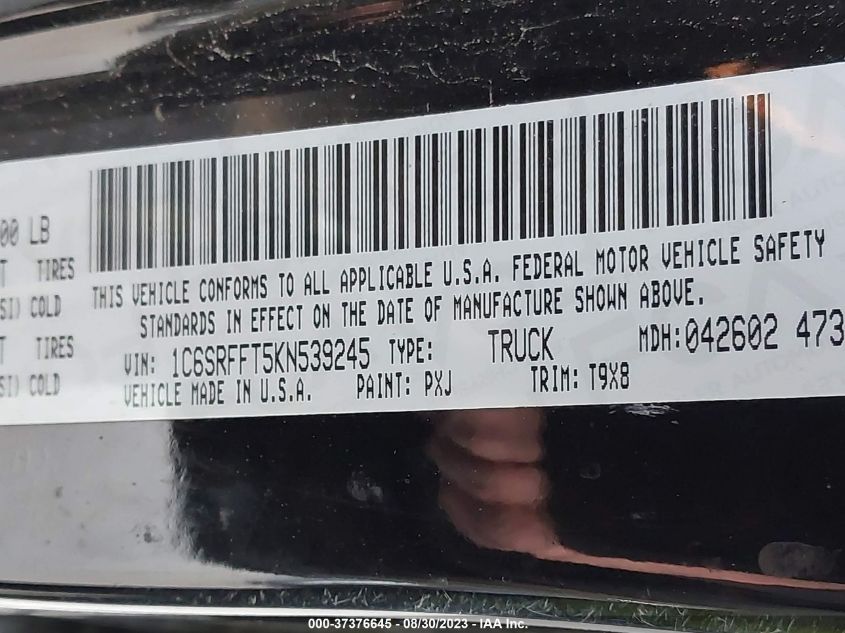 00 LB
TIRES
SI) COLD
TIRES
SI) COLD
THIS VEHICLE CONFORMS TO ALL APPLICABLE U.S.A. FEDERAL MOTOR VEHICLE SAFETY
STANDARDS IN EFFECT ON THE DATE OF MANUFACTURE SHOWN ABOVE.
VIN: 1C6SRFFT5KN539245 TYPE: TRUCK MDH:042602 473
VEHICLE MADE IN U.S.A. PAINT: PXJ TRIM: T9X8
000-37376645 - 08/30/2023 - IAA Inc.